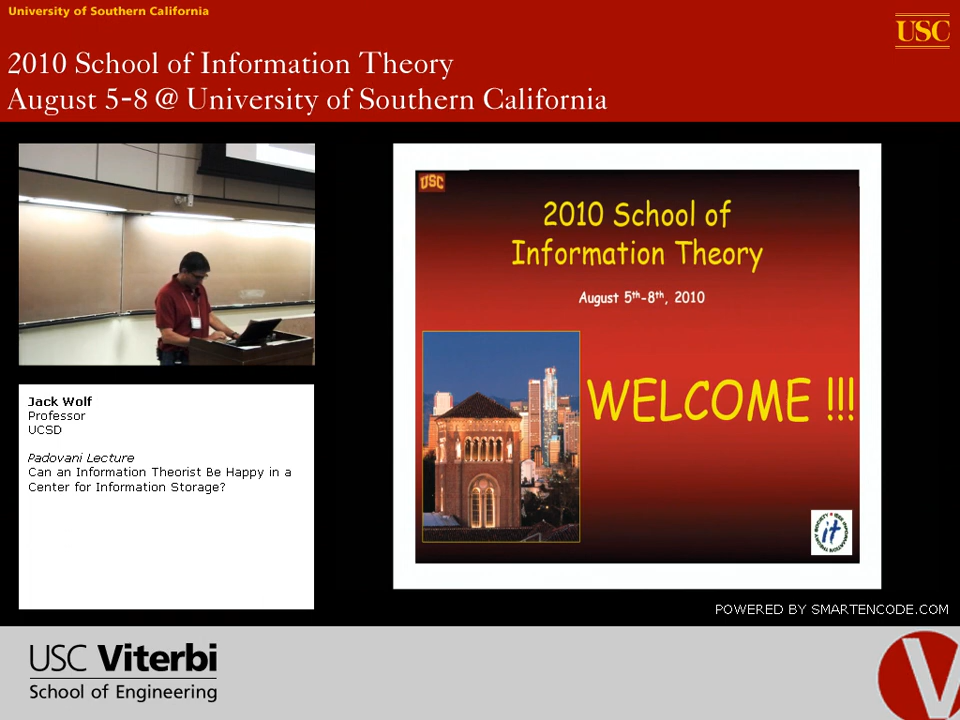 University of Southern California
USC
2010 School of Information Theory
August 5-8 @ University of Southern California
USC
2010 School of
Information Theory
August 5th-8th, 2010
WELCOME !!!
it
Jack Wolf
Professor
UCSD
Padovani Lecture
Can an Information Theorist Be Happy in a
Center for Information Storage?
POWERED BY SMARTENCODE.COM
USC Viterbi
School of Engineering
V